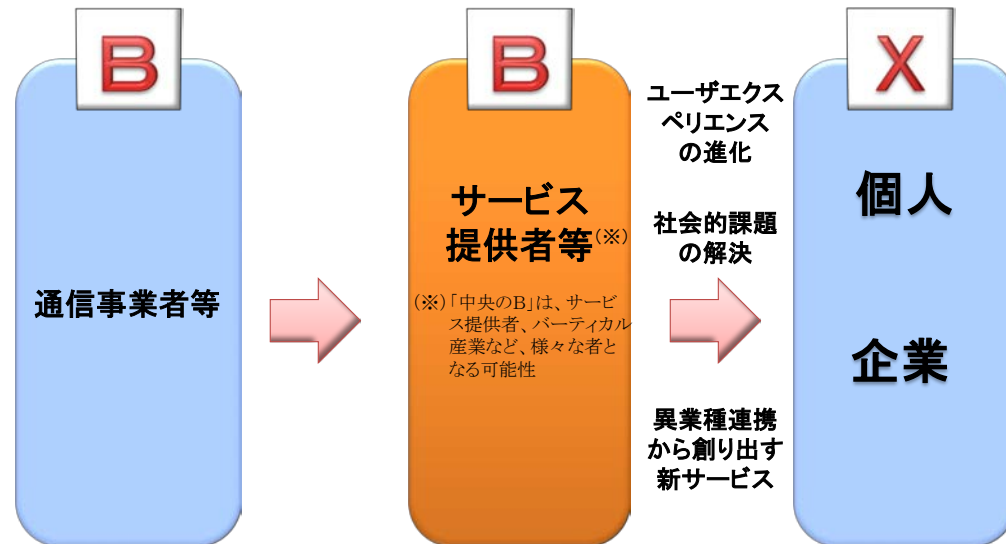 B
通信事業者等
B
サービス
提供者等(※)
(※)「中央のB」は、サービ
ス提供者、バーティカル
産業など、様々な者と
なる可能性
ユーザエクス
ペリエンス
の進化
社会的課題
の解決
異業種連携
から創り出す
新サービス
X
個人
企業